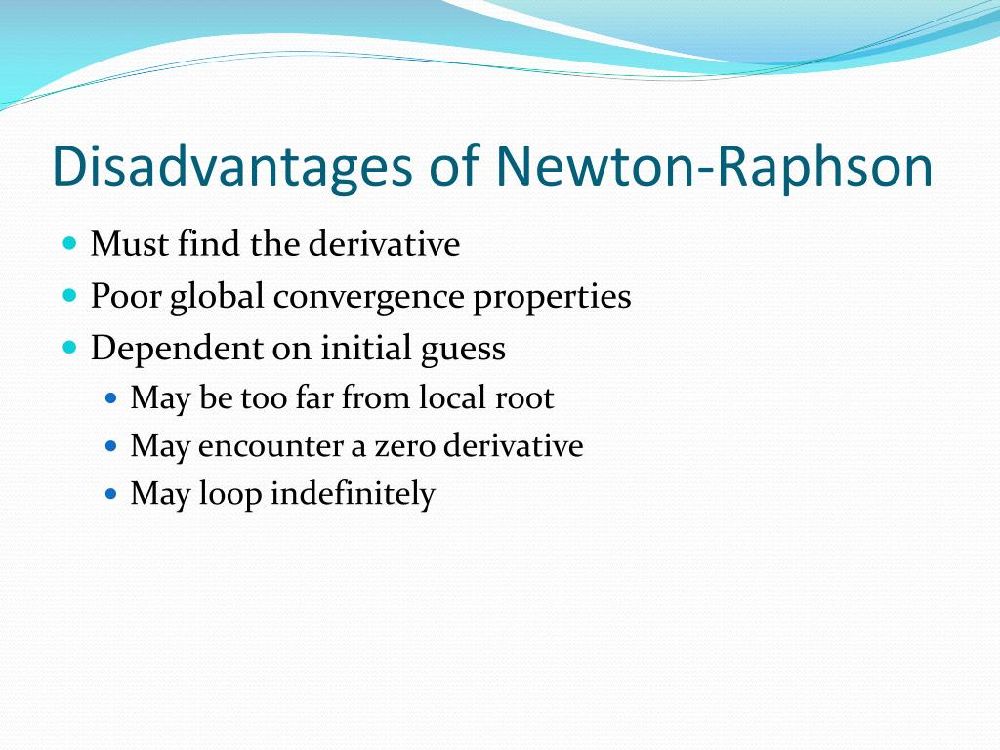 Disadvantages of Newton-Raphson
Must find the derivative
Poor global convergence properties
Dependent on initial guess
May be too far from local root
May encounter a zero derivative
May loop indefinitely